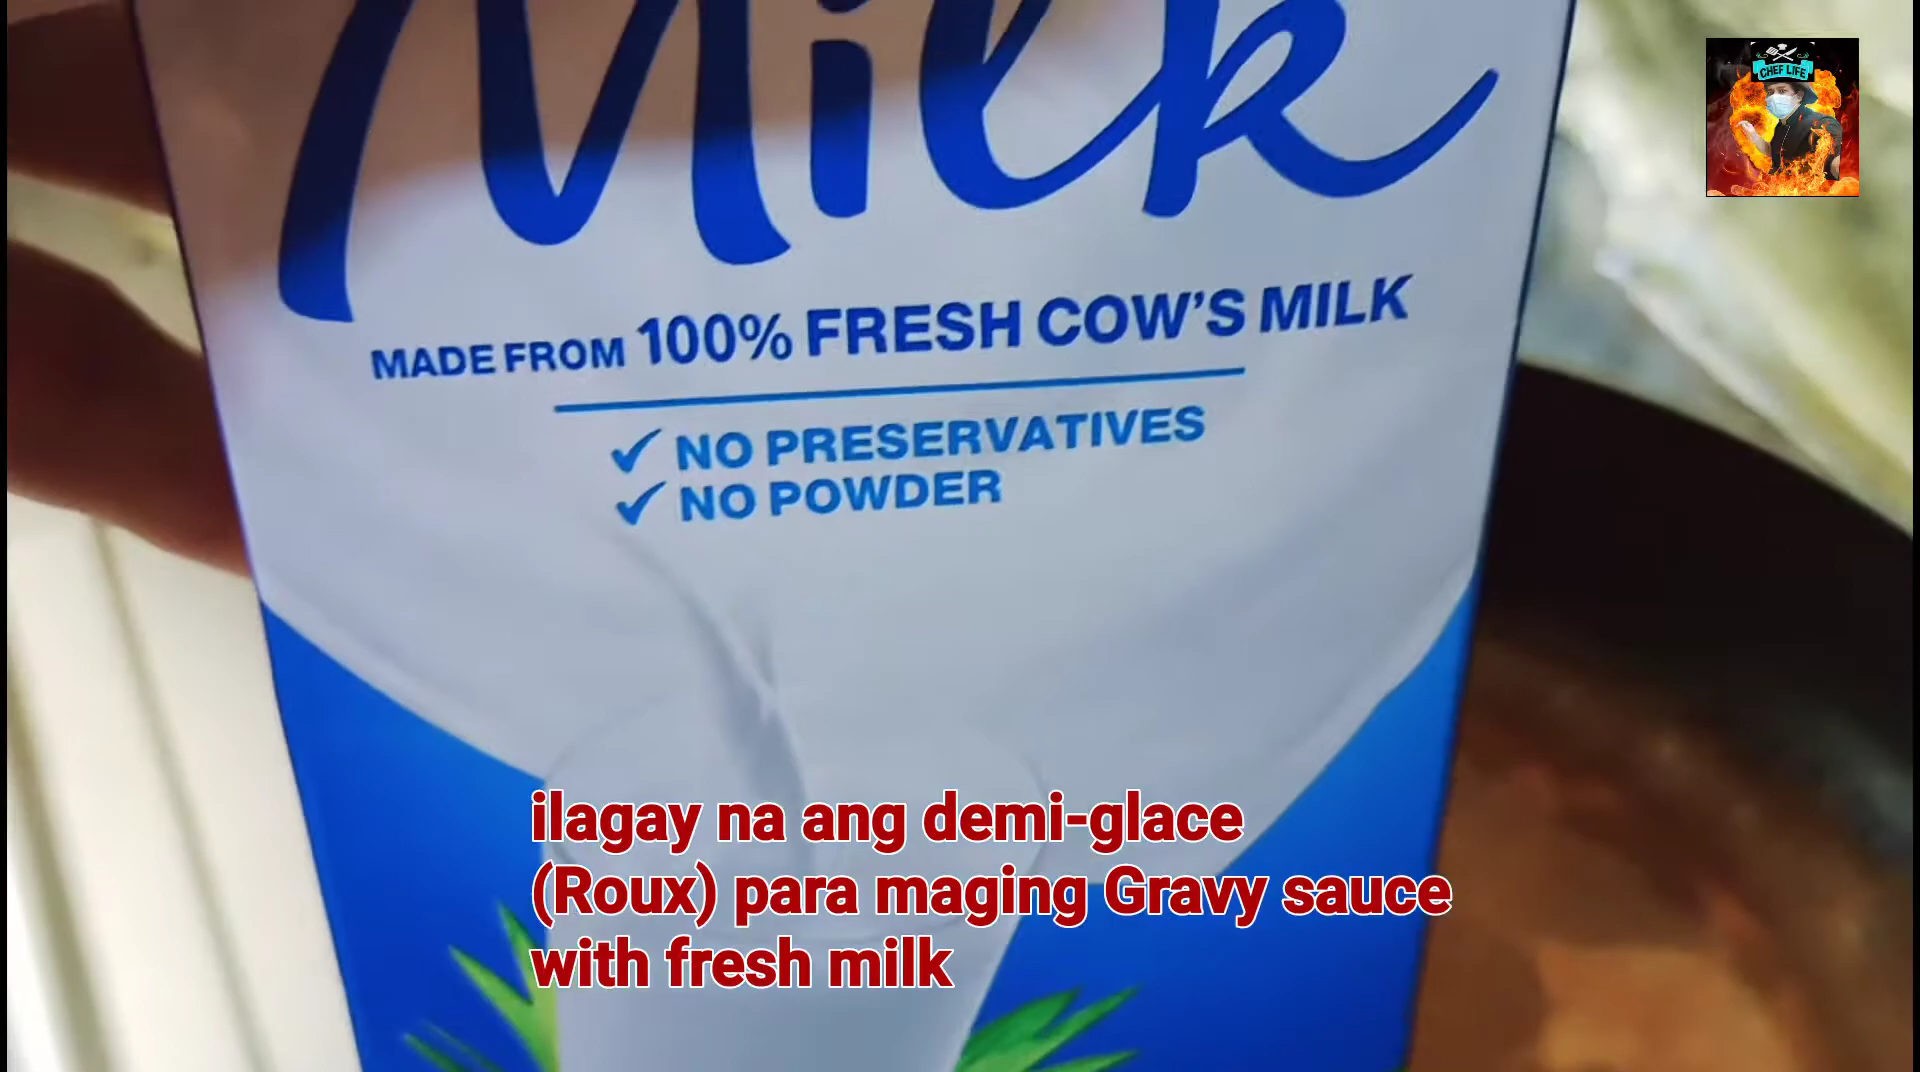 CHEF LIFE
Milk
MADE FROM 100% FRESH COW'S MILK
✓ NO PRESERVATIVES
✓ NO POWDER
ilagay na ang demi-glace
(Roux) para maging Gravy sauce
with fresh milk